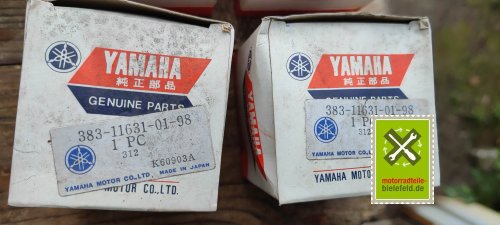 YAMAHA
純正部品
GENUINE PARTS
383-11631-01-98
1 PC
312
K60903A
YAMAHA MOTOR CO.,LTD. MADE IN JAPAN
MOTOR CO.,LTD.
YAMAHA
純正部品
GENUINE PARTS
383-11631-01-98
1 PC
312
YAMAHA MOTOR
YAMAHA
motorradteile-
bielefeld.de